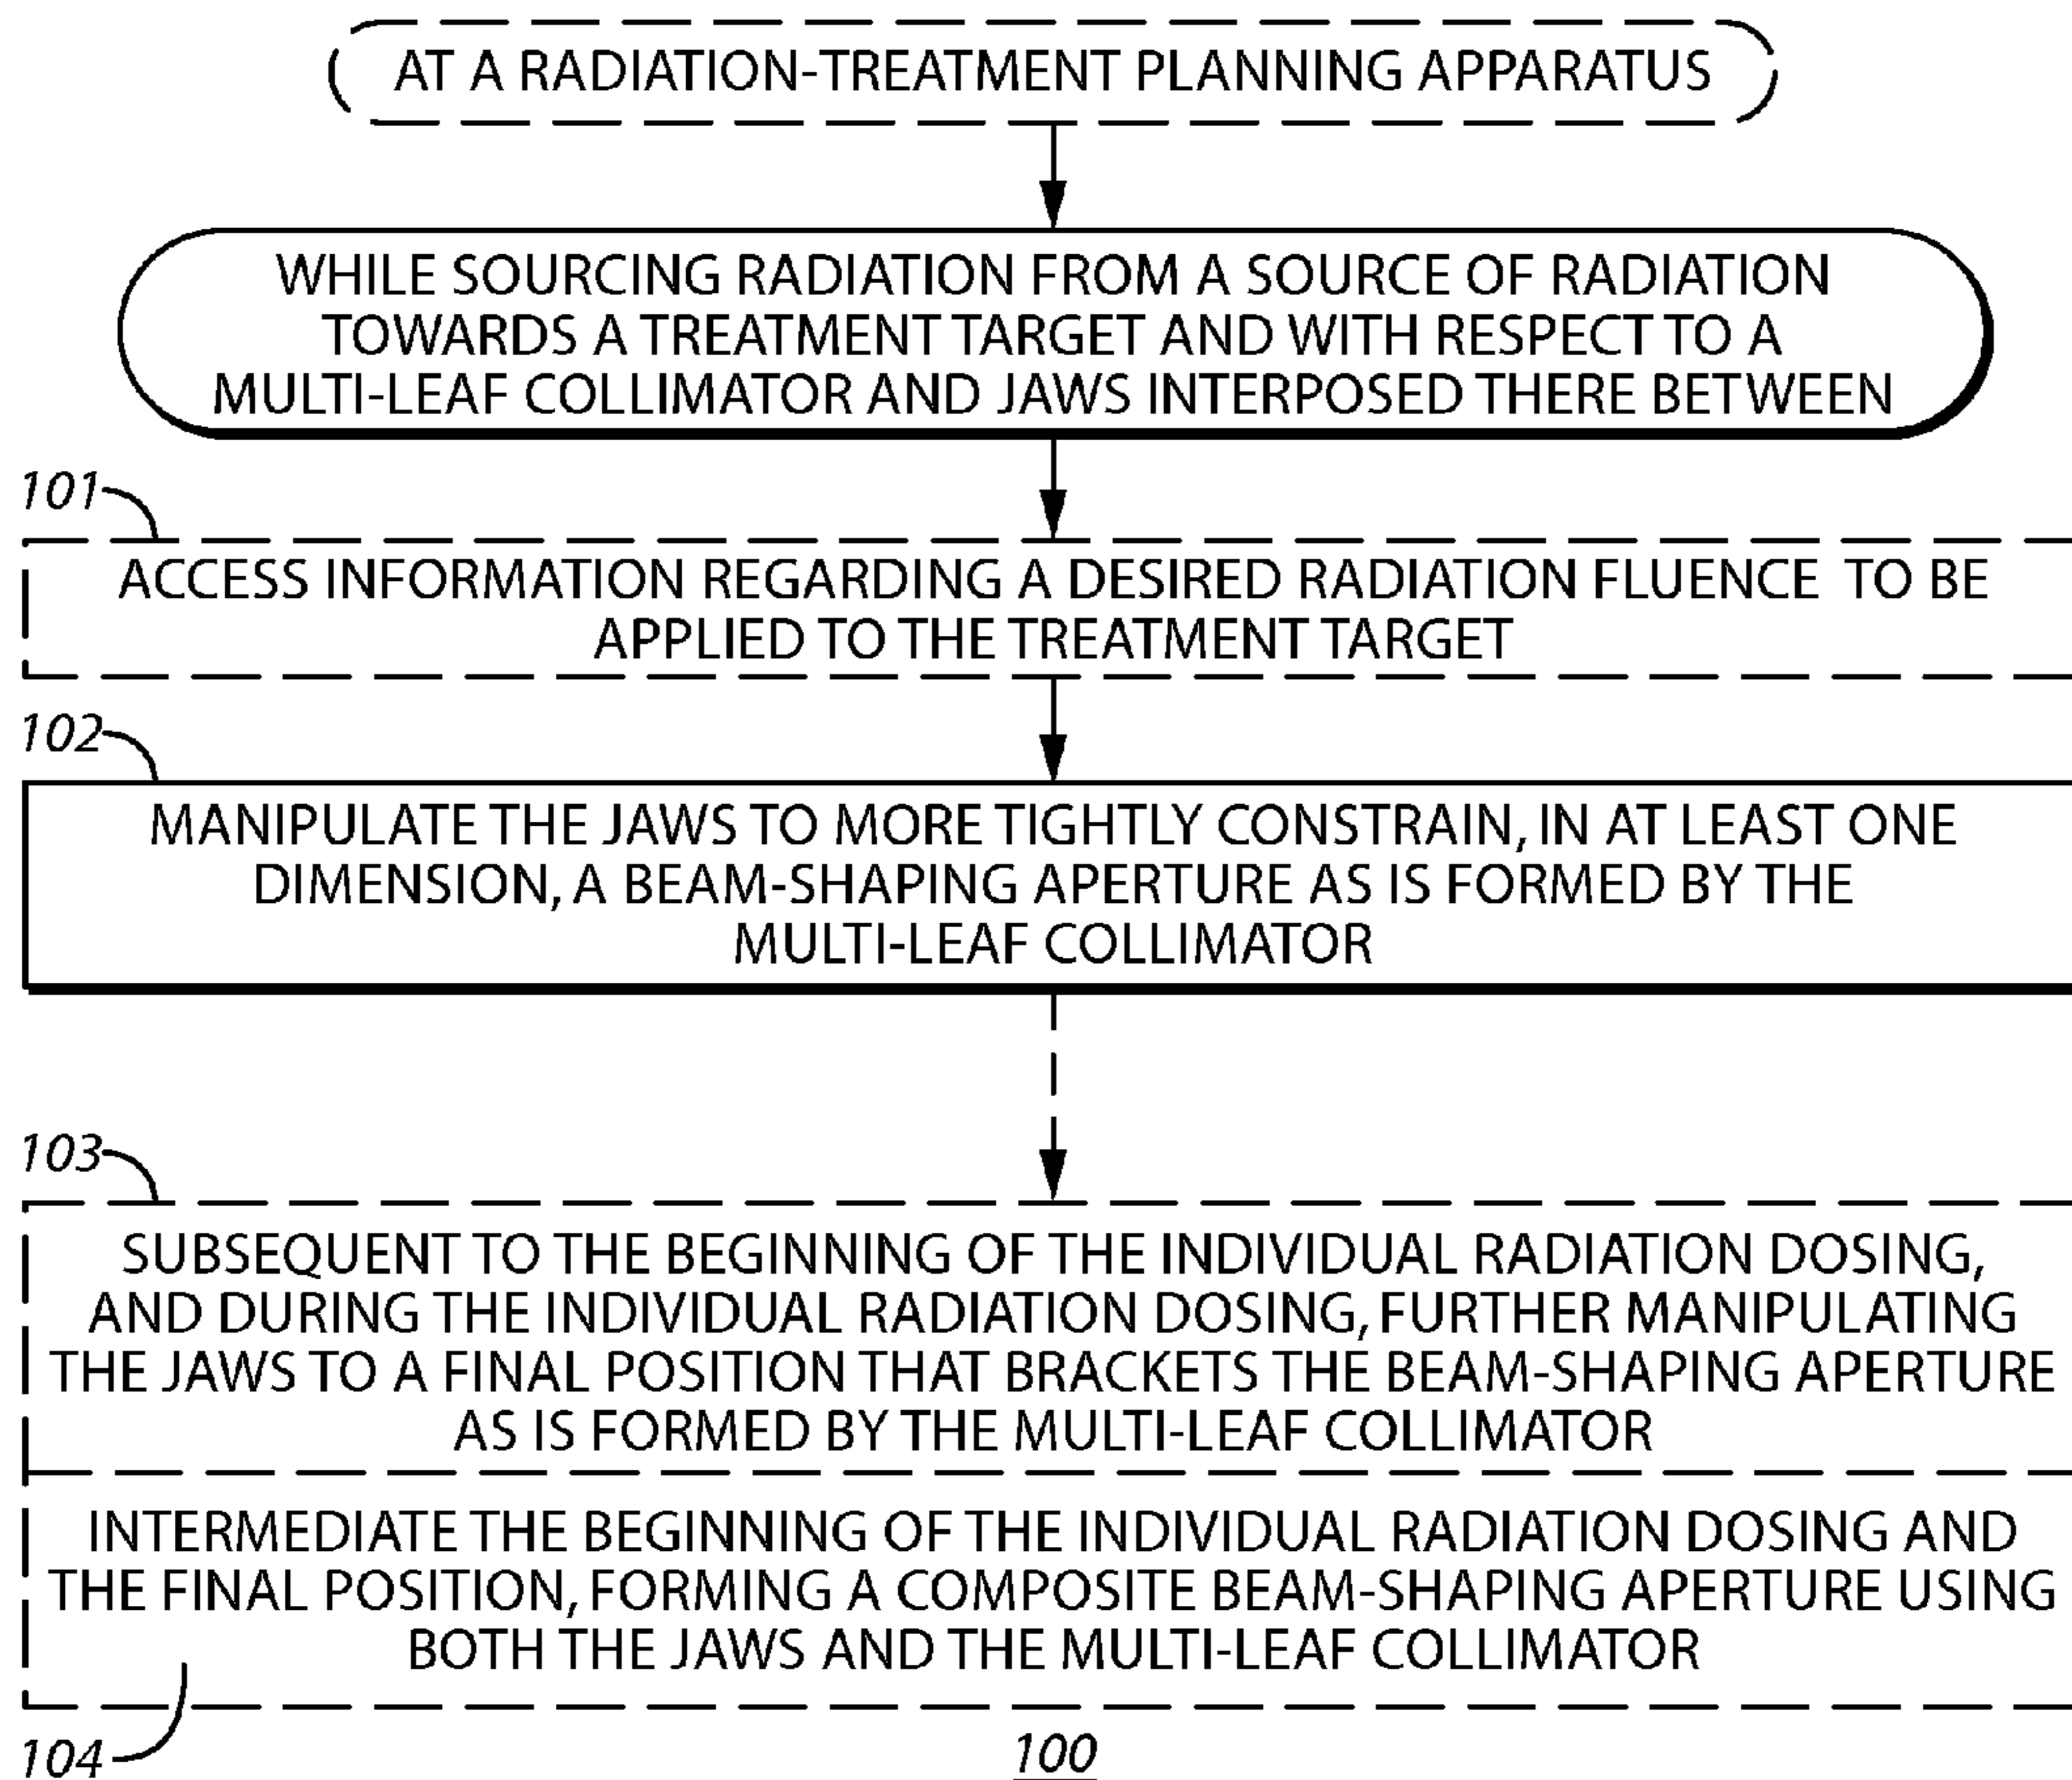 AT A RADIATION-TREATMENT PLANNING APPARATUS
WHILE SOURCING RADIATION FROM A SOURCE OF RADIATION
TOWARDS A TREATMENT TARGET AND WITH RESPECT TO A
MULTI-LEAF COLLIMATOR AND JAWS INTERPOSED THERE BETWEEN
101
ACCESS INFORMATION REGARDING A DESIRED RADIATION FLUENCE TO BE
APPLIED TO THE TREATMENT TARGET
102
MANIPULATE THE JAWS TO MORE TIGHTLY CONSTRAIN, IN AT LEAST ONE
DIMENSION, A BEAM-SHAPING APERTURE AS IS FORMED BY THE
MULTI-LEAF COLLIMATOR
103
SUBSEQUENT TO THE BEGINNING OF THE INDIVIDUAL RADIATION DOSING,
AND DURING THE INDIVIDUAL RADIATION DOSING, FURTHER MANIPULATING
THE JAWS TO A FINAL POSITION THAT BRACKETS THE BEAM-SHAPING APERTURE
AS IS FORMED BY THE MULTI-LEAF COLLIMATOR
INTERMEDIATE THE BEGINNING OF THE INDIVIDUAL RADIATION DOSING AND
THE FINAL POSITION, FORMING A COMPOSITE BEAM-SHAPING APERTURE USING
BOTH THE JAWS AND THE MULTI-LEAF COLLIMATOR
104
100